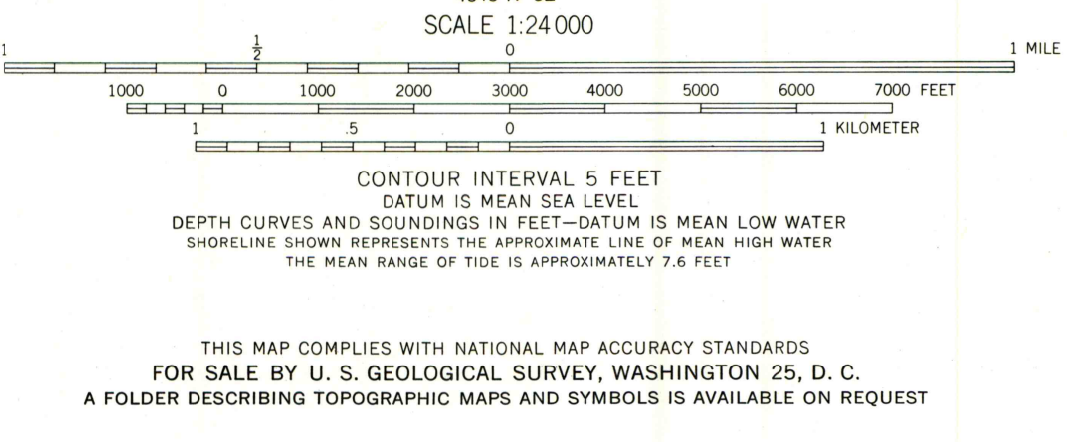 SCALE 1:24 000
1 ½ 0 1 MILE
1000 0 1000 2000 3000 4000 5000 6000 7000 FEET
1 .5 0 1 KILOMETER
CONTOUR INTERVAL 5 FEET
DATUM IS MEAN SEA LEVEL
DEPTH CURVES AND SOUNDINGS IN FEET—DATUM IS MEAN LOW WATER
SHORELINE SHOWN REPRESENTS THE APPROXIMATE LINE OF MEAN HIGH WATER
THE MEAN RANGE OF TIDE IS APPROXIMATELY 7.6 FEET
THIS MAP COMPLIES WITH NATIONAL MAP ACCURACY STANDARDS
FOR SALE BY U. S. GEOLOGICAL SURVEY, WASHINGTON 25, D. C.
A FOLDER DESCRIBING TOPOGRAPHIC MAPS AND SYMBOLS IS AVAILABLE ON REQUEST